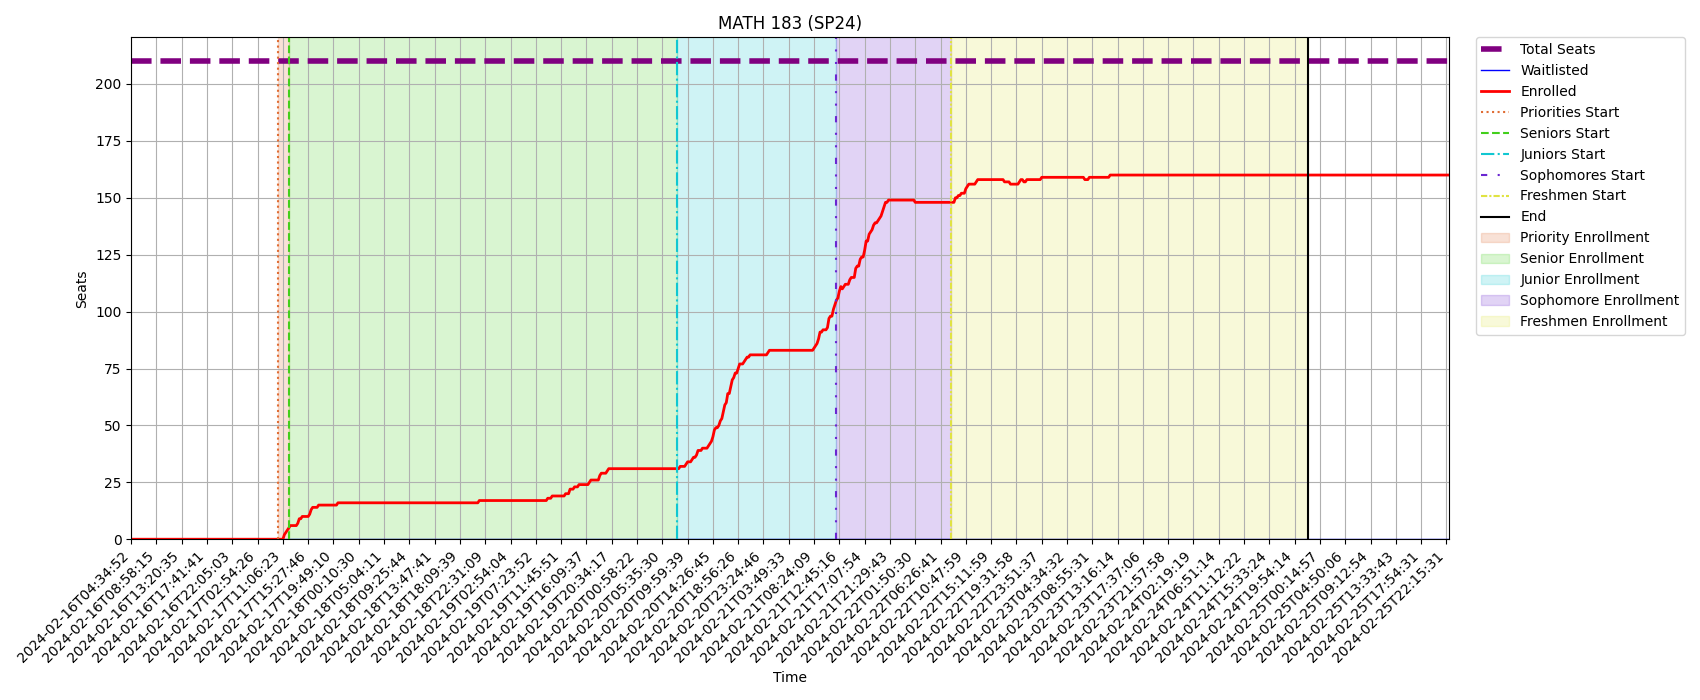 MATH 183 (SP24)
Total Seats
Waitlisted
Enrolled
Priorities Start
Seniors Start
Juniors Start
Sophomores Start
Freshmen Start
End
Priority Enrollment
Senior Enrollment
Junior Enrollment
Sophomore Enrollment
Freshmen Enrollment
Seats
200
175
150
125
100
75
50
25
0
2024-02-16T04:34:52
2024-02-16T08:58:15
2024-02-16T13:20:35
2024-02-16T17:41:41
2024-02-16T22:05:03
2024-02-17T02:54:26
2024-02-17T11:06:23
2024-02-17T15:27:46
2024-02-17T19:49:10
2024-02-18T00:10:30
2024-02-18T05:04:11
2024-02-18T09:25:44
2024-02-18T13:47:41
2024-02-18T18:09:39
2024-02-18T22:31:09
2024-02-19T02:54:04
2024-02-19T07:23:52
2024-02-19T11:45:51
2024-02-19T16:09:37
2024-02-19T20:34:17
2024-02-20T00:58:22
2024-02-20T05:35:30
2024-02-20T09:59:39
2024-02-20T14:26:45
2024-02-20T18:56:26
2024-02-20T23:24:46
2024-02-21T03:49:33
2024-02-21T08:24:09
2024-02-21T12:45:16
2024-02-21T17:07:54
2024-02-21T21:29:43
2024-02-22T01:50:30
2024-02-22T06:26:41
2024-02-22T10:47:59
2024-02-22T15:11:59
2024-02-22T19:31:58
2024-02-22T23:51:37
2024-02-23T04:34:32
2024-02-23T08:55:31
2024-02-23T13:16:14
2024-02-23T17:37:06
2024-02-23T21:57:58
2024-02-24T02:19:19
2024-02-24T06:51:14
2024-02-24T11:12:22
2024-02-24T15:33:24
2024-02-24T19:54:14
2024-02-25T00:14:57
2024-02-25T04:50:06
2024-02-25T09:12:54
2024-02-25T13:33:43
2024-02-25T17:54:31
2024-02-25T22:15:31
Time